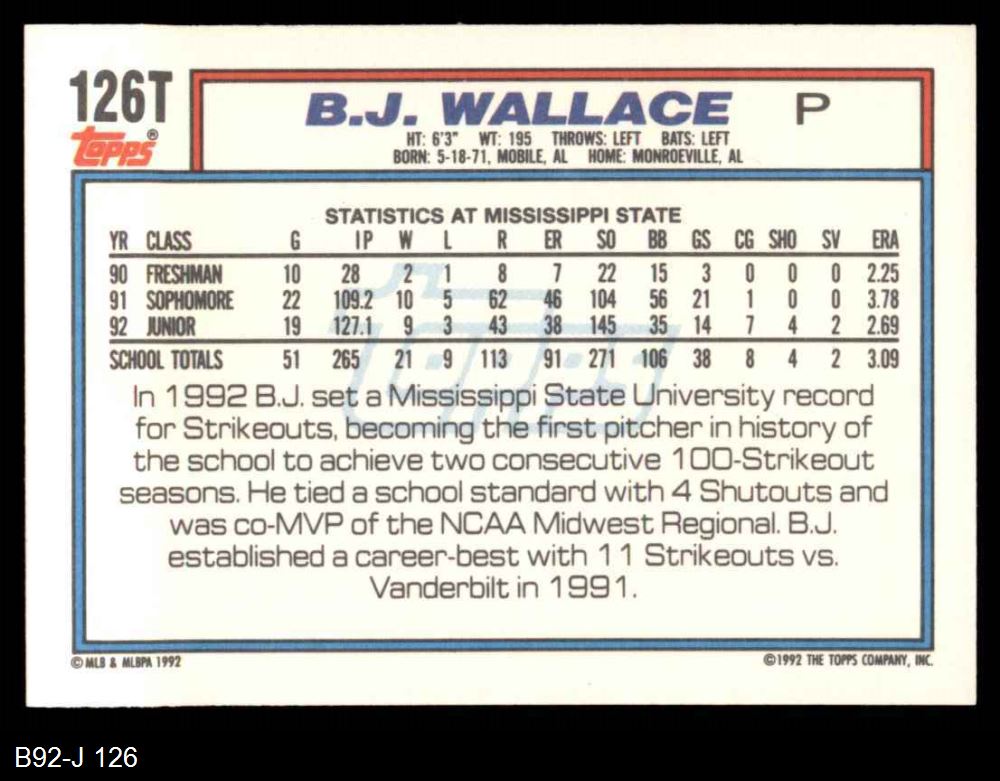 126T
Topps®
B.J. WALLACE P
HT: 6'3" WT: 195 THROWS: LEFT BATS: LEFT
BORN: 5-18-71, MOBILE, AL HOME: MONROEVILLE, AL
STATISTICS AT MISSISSIPPI STATE
YR CLASS G IP W L R ER SO BB GS CG SHO SV ERA
90 FRESHMAN 10 28 2 1 8 7 22 15 3 0 0 0 2.25
91 SOPHOMORE 22 109.2 10 5 62 46 104 56 21 1 0 0 3.78
92 JUNIOR 19 127.1 9 3 43 38 145 35 14 7 4 2 2.69
SCHOOL TOTALS 51 265 21 9 113 91 271 106 38 8 4 2 3.09
Topps
In 1992 B.J. set a Mississippi State University record
for Strikeouts, becoming the first pitcher in history of
the school to achieve two consecutive 100-Strikeout
seasons. He tied a school standard with 4 Shutouts and
was co-MVP of the NCAA Midwest Regional. B.J.
established a career-best with 11 Strikeouts vs.
Vanderbilt in 1991.
© MLB & MLBPA 1992
©1992 THE TOPPS COMPANY, INC.
B92-J 126